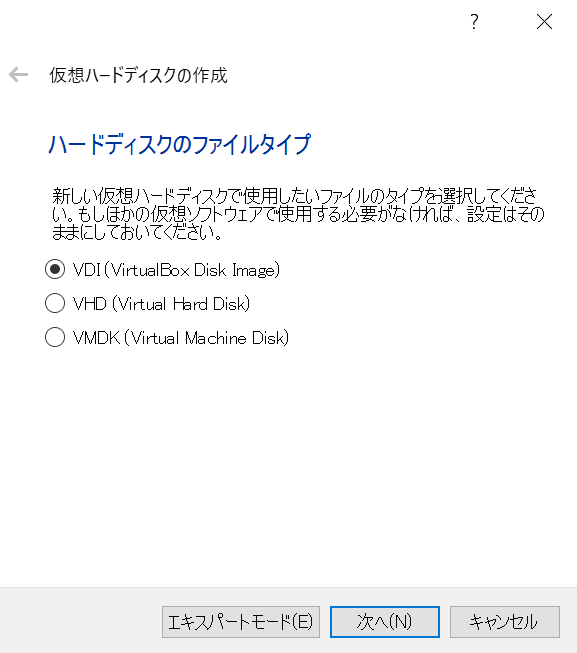 ?
仮想ハードディスクの作成
ハードディスクのファイルタイプ
新しい仮想ハードディスクで使用したいファイルのタイプを選択してくださ
い。もしほかの仮想ソフトウェアで使用する必要がなければ、設定はその
ままにしておいてください。
VDI (VirtualBox Disk Image)
VHD (Virtual Hard Disk)
VMDK (Virtual Machine Disk)
エキスパートモード(E) 次へ(N) キャンセル